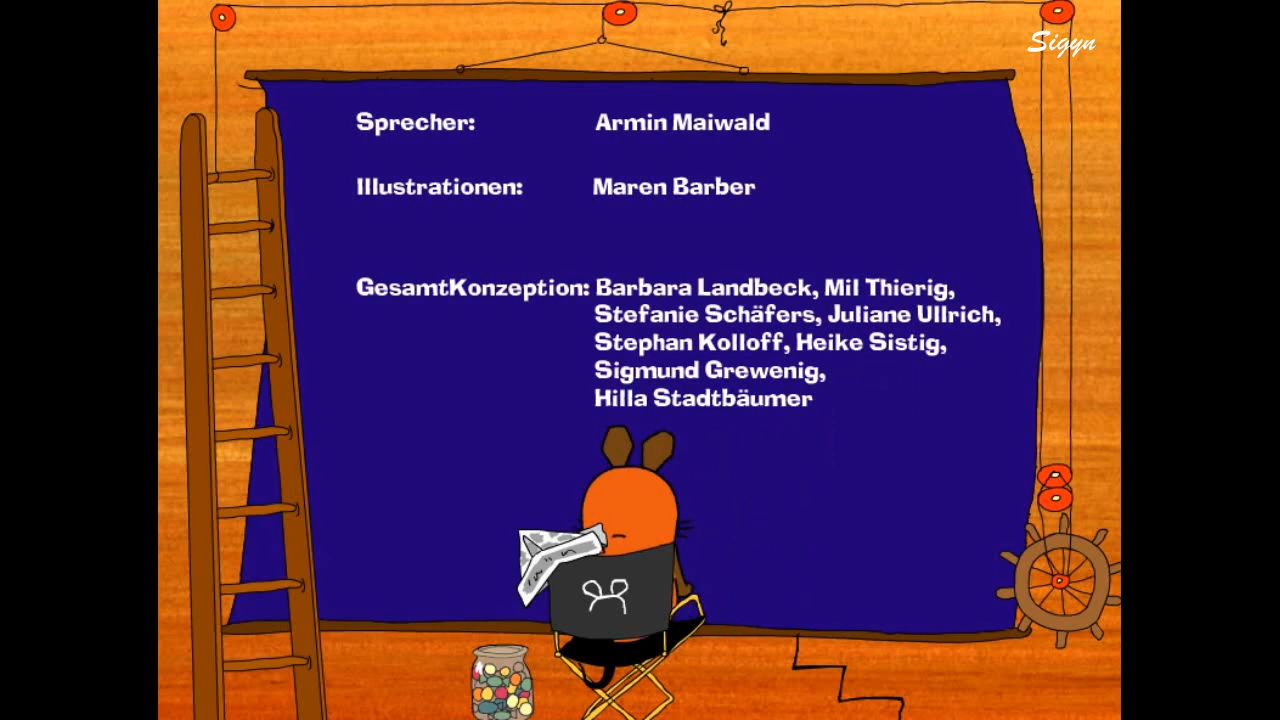 Sigyn
Sprecher: Armin Maiwald
Illustrationen: Maren Barber
GesamtKonzeption: Barbara Landbeck, Mil Thierig,
Stefanie Schäfers, Juliane Ullrich,
Stephan Kolloff, Heike Sistig,
Sigmund Grewenig,
Hilla Stadtbäumer